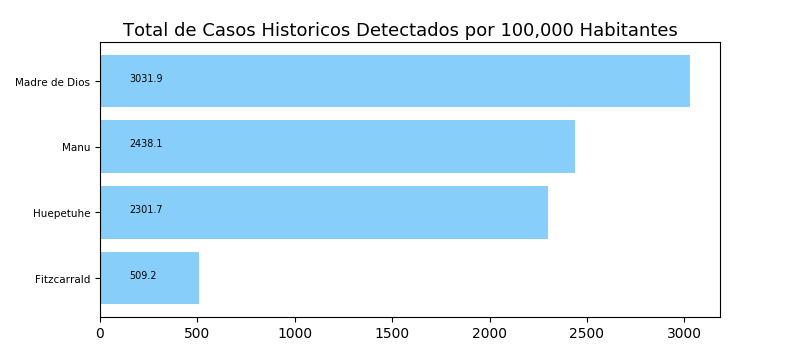 Total de Casos Historicos Detectados por 100,000 Habitantes
Madre de Dios 3031.9
Manu 2438.1
Huepetuhe 2301.7
Fitzcarrald 509.2
0 500 1000 1500 2000 2500 3000